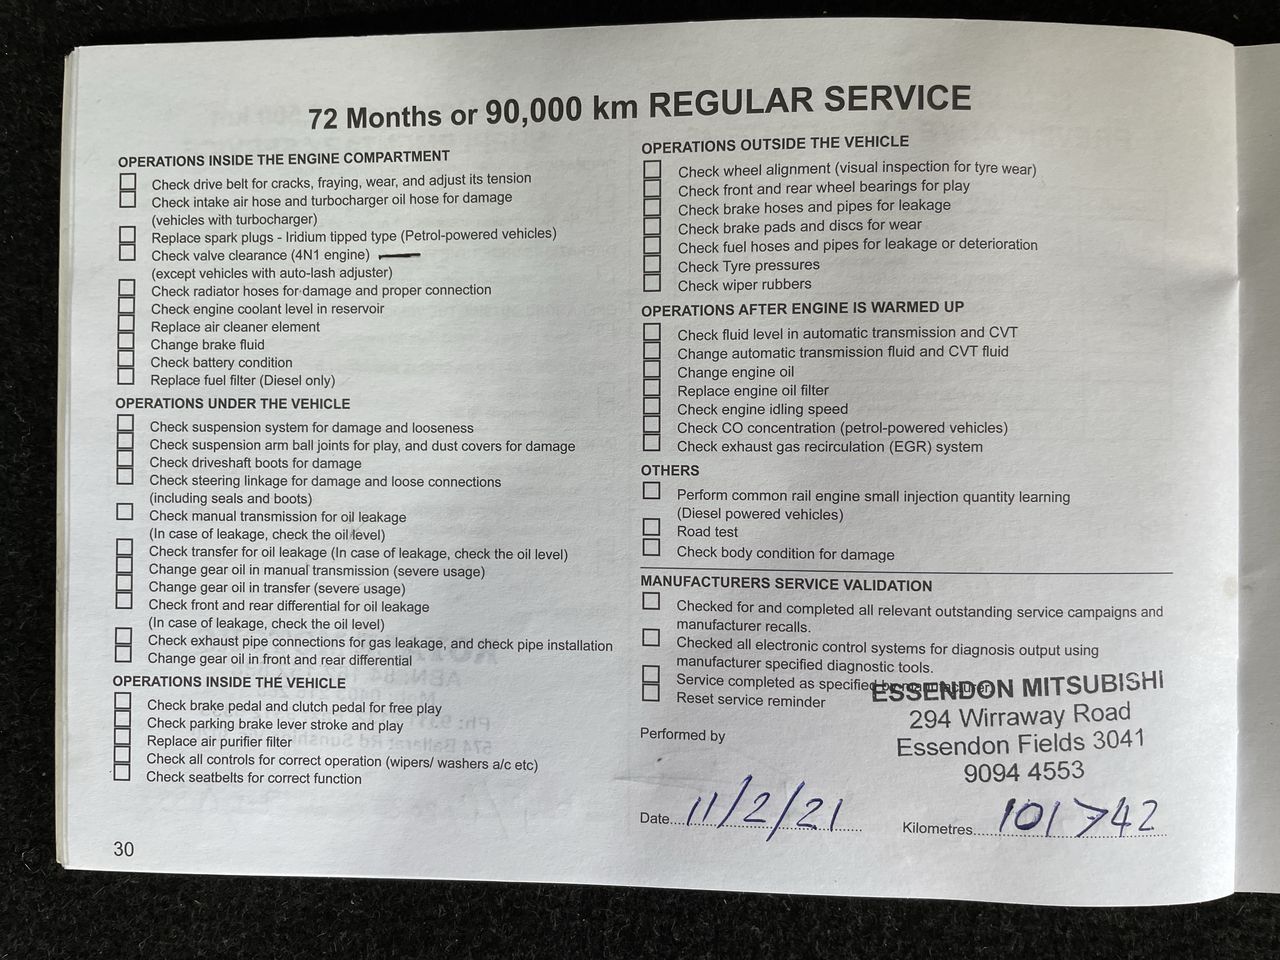 72 Months or 90,000 km REGULAR SERVICE
OPERATIONS INSIDE THE ENGINE COMPARTMENT
Check drive belt for cracks, fraying, wear, and adjust its tension
Check intake air hose and turbocharger oil hose for damage
(vehicles with turbocharger)
Replace spark plugs - Iridium tipped type (Petrol-powered vehicles)
Check valve clearance (4N1 engine)
(except vehicles with auto-lash adjuster)
Check radiator hoses for damage and proper connection
Check engine coolant level in reservoir
Replace air cleaner element
Change brake fluid
Check battery condition
Replace fuel filter (Diesel only)
OPERATIONS UNDER THE VEHICLE
Check suspension system for damage and looseness
Check suspension arm ball joints for play, and dust covers for damage
Check driveshaft boots for damage
Check steering linkage for damage and loose connections
(including seals and boots)
Check manual transmission for oil leakage
(In case of leakage, check the oil level)
Check transfer for oil leakage (In case of leakage, check the oil level)
Change gear oil in manual transmission (severe usage)
Change gear oil in transfer (severe usage)
Check front and rear differential for oil leakage
(In case of leakage, check the oil level)
Check exhaust pipe connections for gas leakage, and check pipe installation
Change gear oil in front and rear differential
OPERATIONS INSIDE THE VEHICLE
Check brake pedal and clutch pedal for free play
Check parking brake lever stroke and play
Replace air purifier filter
Check all controls for correct operation (wipers/ washers a/c etc)
Check seatbelts for correct function
30
OPERATIONS OUTSIDE THE VEHICLE
Check wheel alignment (visual inspection for tyre wear)
Check front and rear wheel bearings for play
Check brake hoses and pipes for leakage
Check brake pads and discs for wear
Check fuel hoses and pipes for leakage or deterioration
Check Tyre pressures
Check wiper rubbers
OPERATIONS AFTER ENGINE IS WARMED UP
Check fluid level in automatic transmission and CVT
Change automatic transmission fluid and CVT fluid
Change engine oil
Replace engine oil filter
Check engine idling speed
Check CO concentration (petrol-powered vehicles)
Check exhaust gas recirculation (EGR) system
OTHERS
Perform common rail engine small injection quantity learning
(Diesel powered vehicles)
Road test
Check body condition for damage
MANUFACTURERS SERVICE VALIDATION
Checked for and completed all relevant outstanding service campaigns and
manufacturer recalls.
Checked all electronic control systems for diagnosis output using
manufacturer specified diagnostic tools.
Service completed as specified by manufacturer
Reset service reminder
ESSENDON MITSUBISHI
294 Wirraway Road
Essendon Fields 3041
9094 4553
Performed by
Date 11/2/21
Kilometres 101742